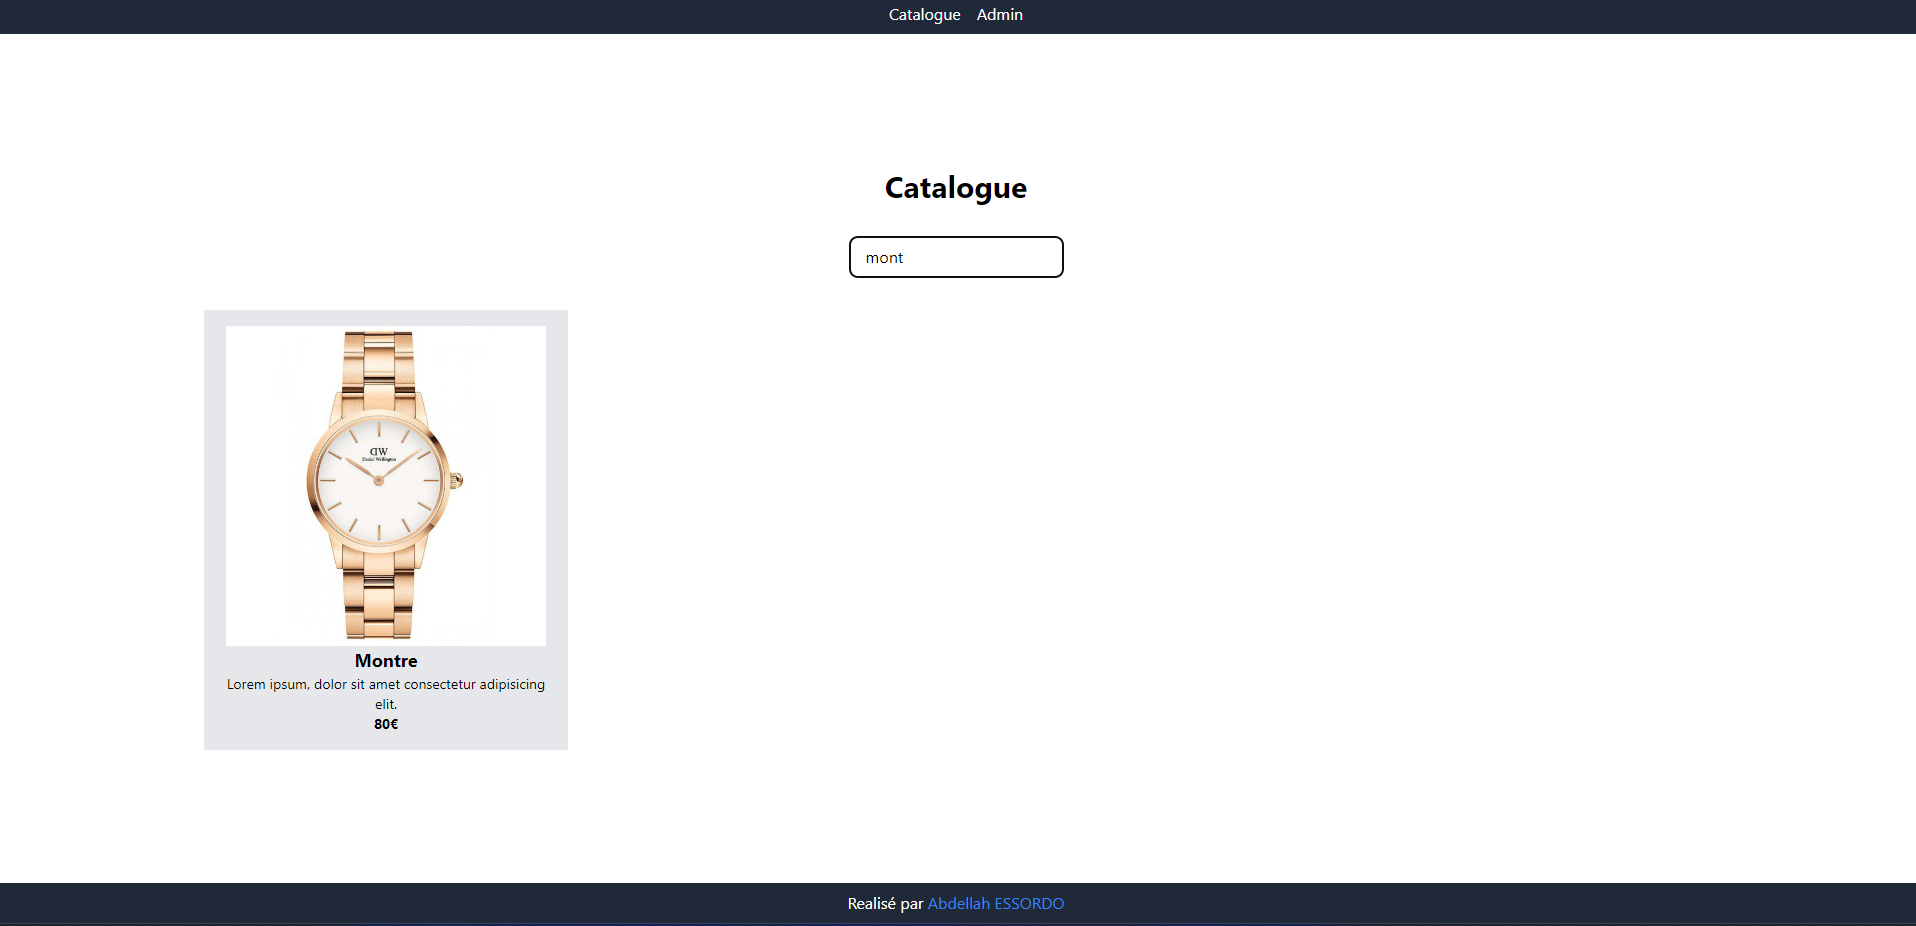 Catalogue Admin
Catalogue
mont
DW
Daniel Wellington
Montre
Lorem ipsum, dolor sit amet consectetur adipisicing
elit.
80€
Realisé par Abdellah ESSORDO